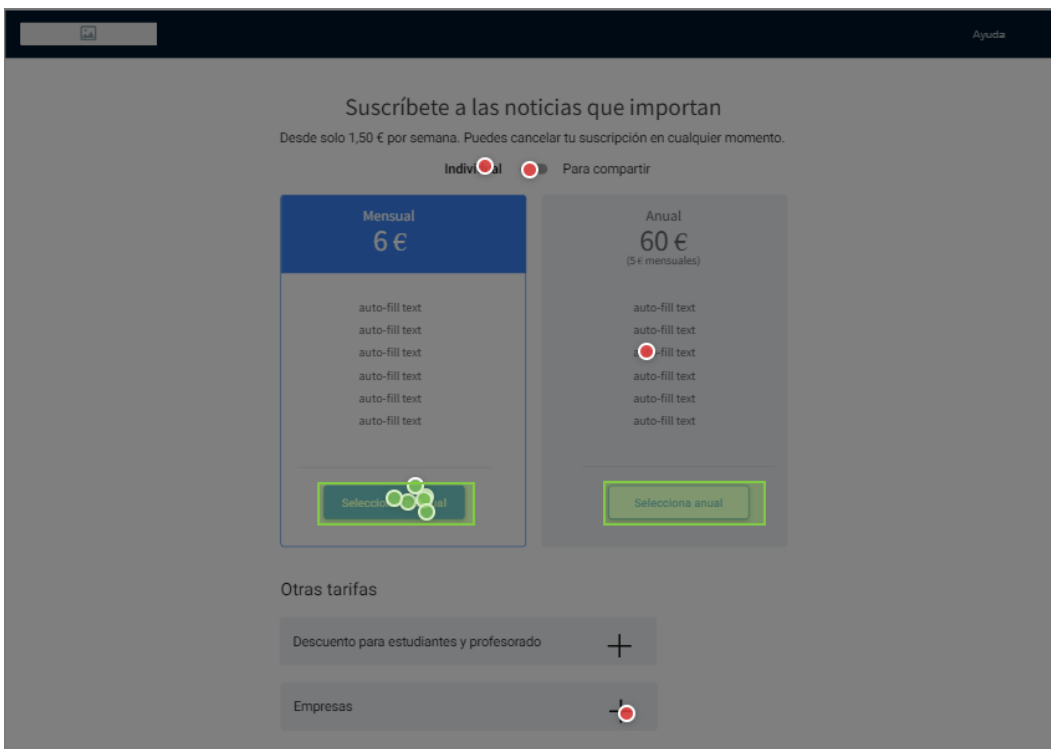 Ayuda
Suscríbete a las noticias que importan
Desde solo 1,50 € por semana. Puedes cancelar tu suscripción en cualquier momento.
Para compartir
Mensual
6 €
auto-fill text
auto-fill text
auto-fill text
auto-fill text
auto-fill text
auto-fill text
Anual
60 €
(5 € mensuales)
auto-fill text
auto-fill text
-fill text
auto-fill text
auto-fill text
auto-fill text
Selecciona anual
Otras tarifas
Descuento para estudiantes y profesorado
Empresas